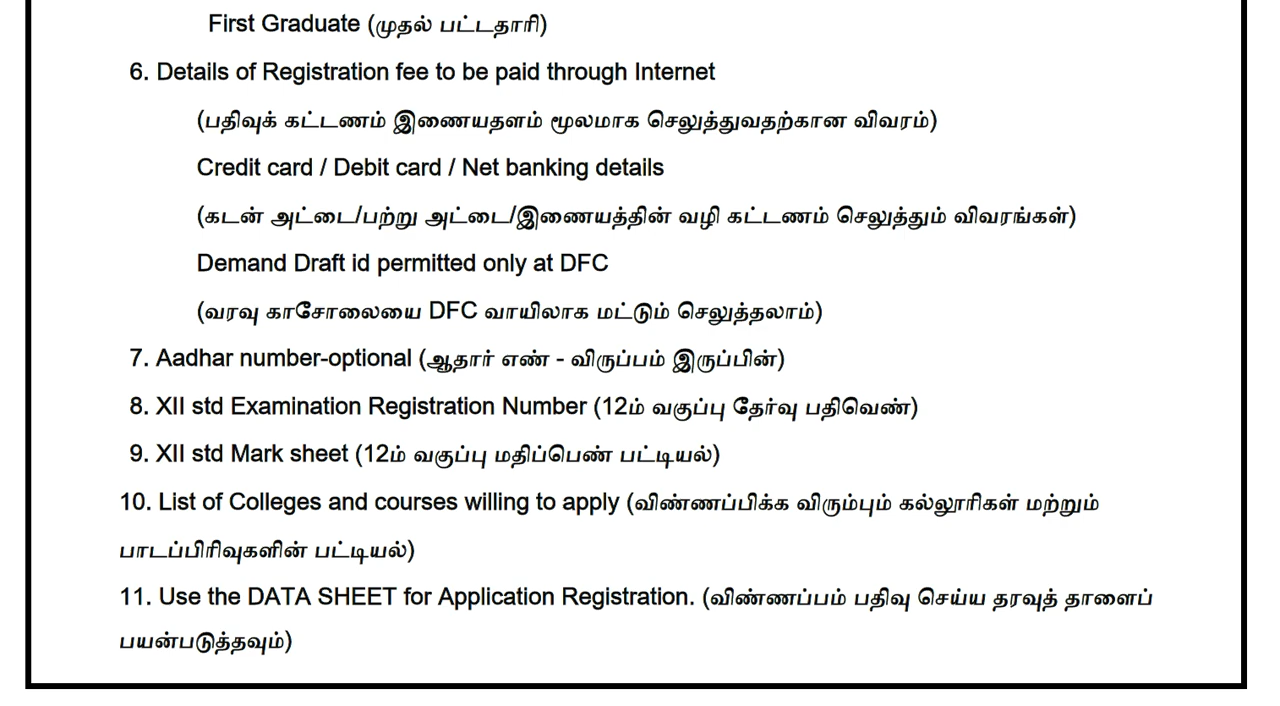 First Graduate (முதல் பட்டதாரி)
6. Details of Registration fee to be paid through Internet
(பதிவுக் கட்டணம் இணையதளம் மூலமாக செலுத்துவதற்கான விவரம்)
Credit card / Debit card / Net banking details
(கடன் அட்டை/பற்று அட்டை/இணையத்தின் வழி கட்டணம் செலுத்தும் விவரங்கள்)
Demand Draft id permitted only at DFC
(வரவு காசோலையை DFC வாயிலாக மட்டும் செலுத்தலாம்)
7. Aadhar number-optional (ஆதார் எண் - விருப்பம் இருப்பின்)
8. XII std Examination Registration Number (12ம் வகுப்பு தேர்வு பதிவெண்)
9. XII std Mark sheet (12ம் வகுப்பு மதிப்பெண் பட்டியல்)
10. List of Colleges and courses willing to apply (விண்ணப்பிக்க விரும்பும் கல்லூரிகள் மற்றும்
பாடப்பிரிவுகளின் பட்டியல்)
11. Use the DATA SHEET for Application Registration. (விண்ணப்பம் பதிவு செய்ய தரவுத் தாளைப்
பயன்படுத்தவும்)